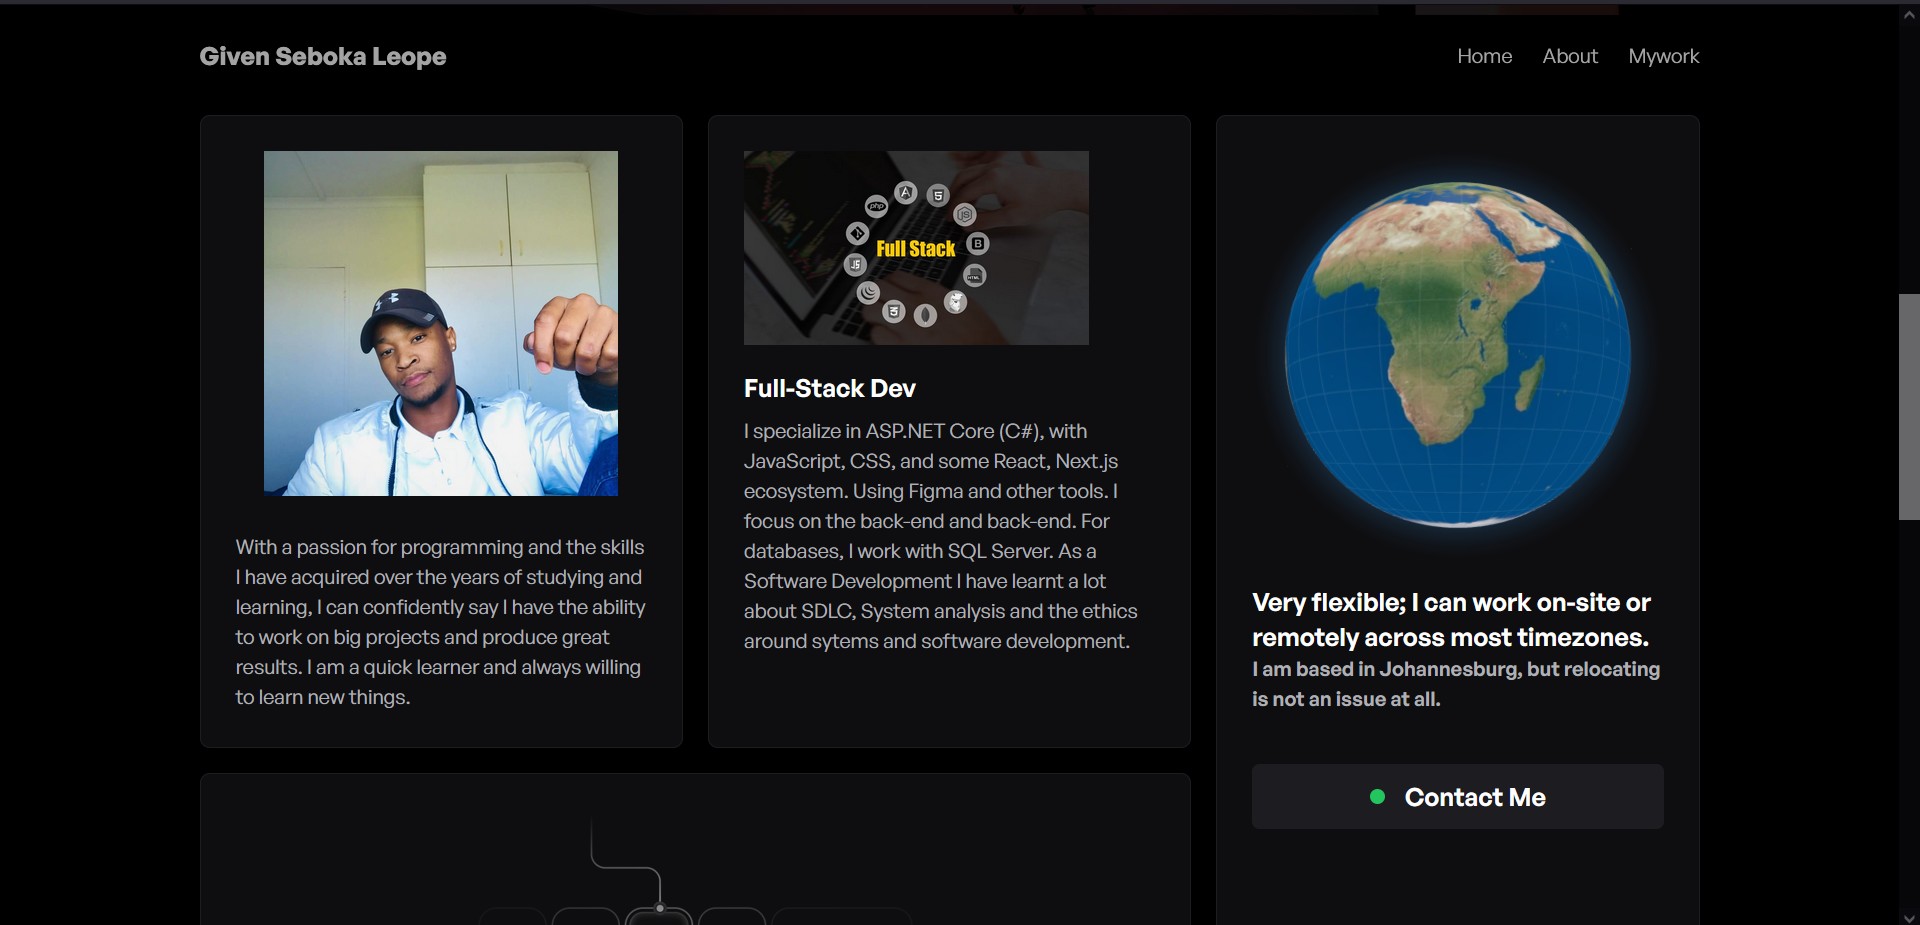 Given Seboka Leope
Home About Mywork
With a passion for programming and the skills
I have acquired over the years of studying and
learning, I can confidently say I have the ability
to work on big projects and produce great
results. I am a quick learner and always willing
to learn new things.
php
JS
HTML
Full Stack
Full-Stack Dev
I specialize in ASP.NET Core (C#), with
JavaScript, CSS, and some React, Next.js
ecosystem. Using Figma and other tools. I
focus on the back-end and back-end. For
databases, I work with SQL Server. As a
Software Development I have learnt a lot
about SDLC, System analysis and the ethics
around sytems and software development.
Very flexible; I can work on-site or
remotely across most timezones.
I am based in Johannesburg, but relocating
is not an issue at all.
Contact Me